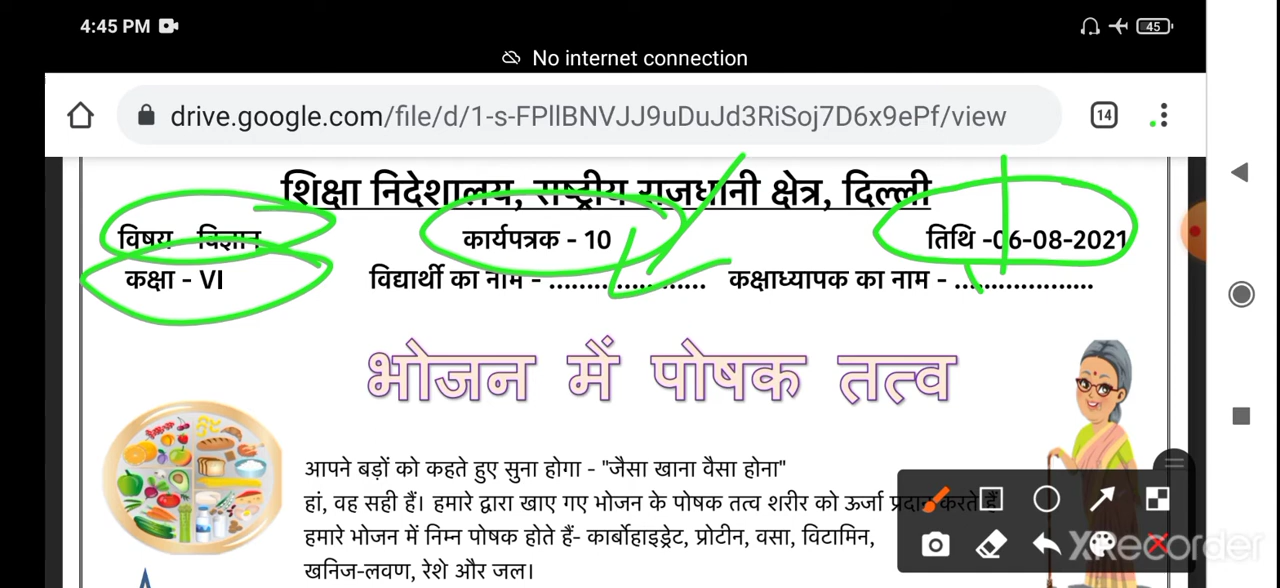 4:45 PM
45
No internet connection
drive.google.com/file/d/1-s-FPllBNVJJ9uDuJd3RiSoj7D6x9ePf/view
14
शिक्षा निदेशालय, राष्ट्रीय राजधानी क्षेत्र, दिल्ली
विषय - विज्ञान कार्यपत्रक - 10 तिथि -06-08-2021
कक्षा - VI विद्यार्थी का नाम - ...................... कक्षाध्यापक का नाम - ...................
भोजन में पोषक तत्व
आपने बड़ों को कहते हुए सुना होगा - "जैसा खाना वैसा होना"
हां, वह सही हैं। हमारे द्वारा खाए गए भोजन के पोषक तत्व शरीर को ऊर्जा प्रदान करते हैं
हमारे भोजन में निम्न पोषक होते हैं- कार्बोहाइड्रेट, प्रोटीन, वसा, विटामिन,
खनिज-लवण, रेशे और जल।
XRecorder